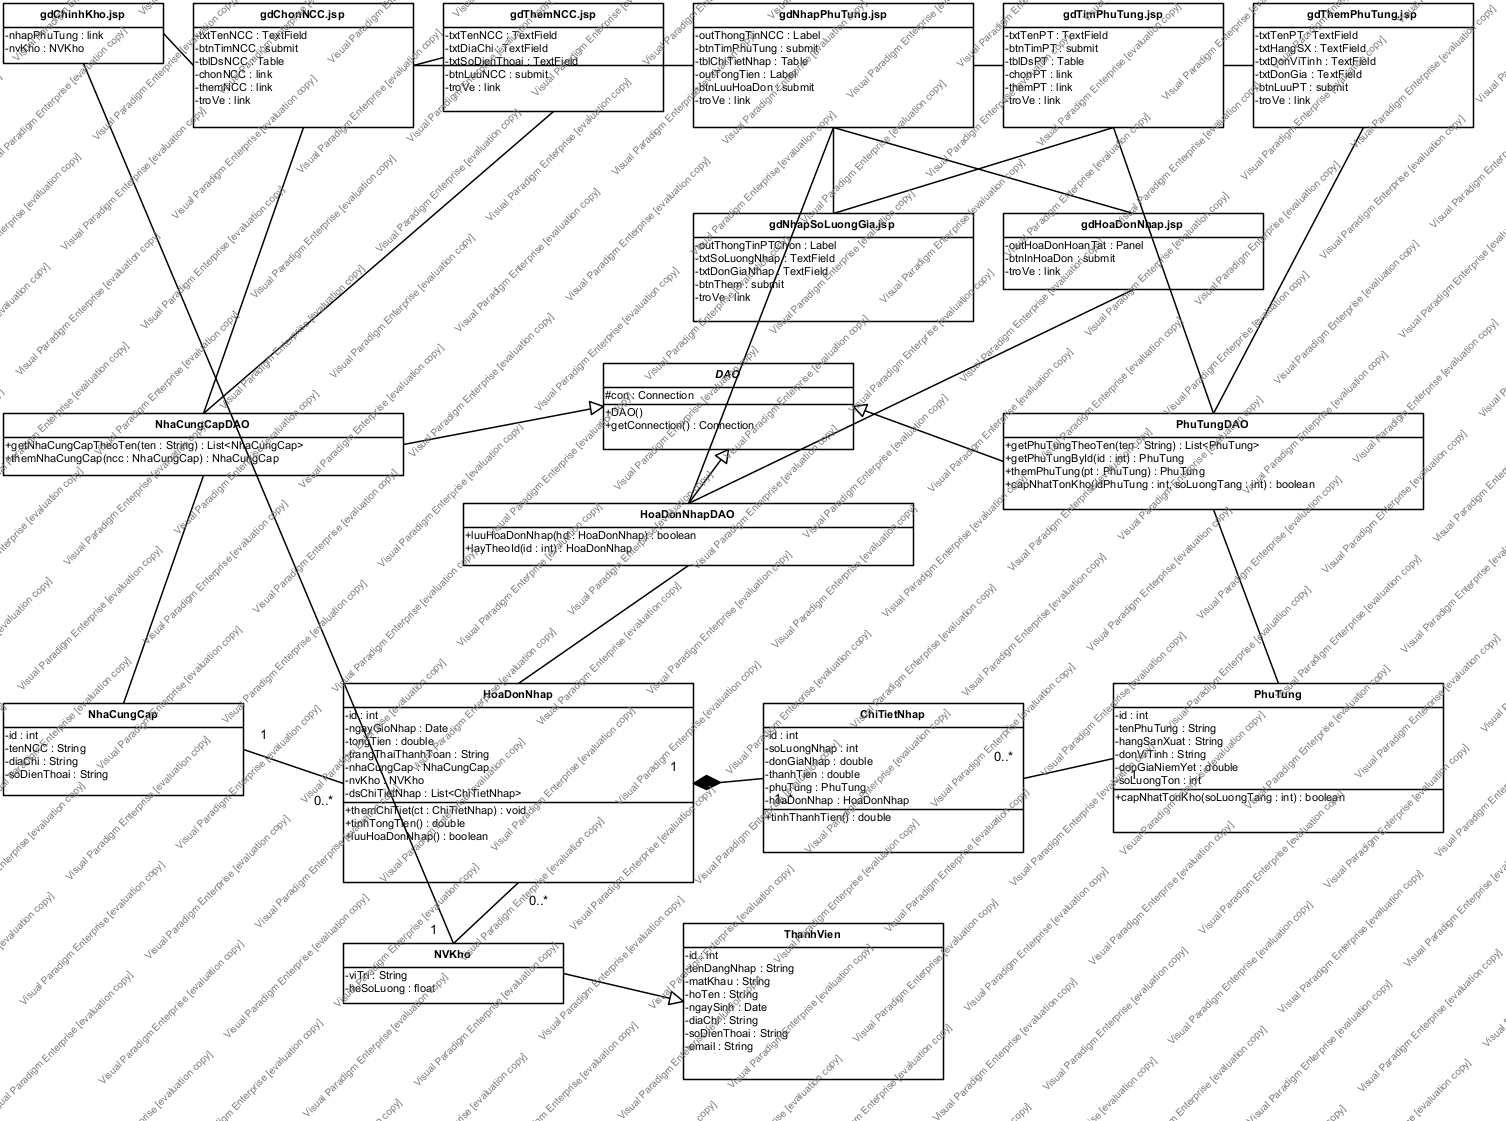 gdChinhKho.jsp
-nhapPhuTung : link
-nvKho : NVKho
gdChonNCC.jsp
-txtTenNCC : TextField
-btnTimNCC : submit
-tblDsNCC : Table
-chonNCC : link
-themNCC : link
-troVe : link
gdThemNCC.jsp
-txtTenNCC : TextField
-txtDiaChi : TextField
-txtSoDienThoai : TextField
-btnLuuNCC : submit
-troVe : link
gdNhapPhuTung.jsp
-outThongTinNCC : Label
-btnTimPhuTung : submit
-tblChiTietNhap : Table
-outTongTien : Label
-btnLuuHoaDon : submit
-troVe : link
gdTimPhuTung.jsp
-txtTenPT : TextField
-btnTimPT : submit
-tblDsPT : Table
-chonPT : link
-themPT : link
-troVe : link
gdThemPhuTung.jsp
-txtTenPT : TextField
-txtHangSX : TextField
-txtDonViTinh : TextField
-txtDonGia : TextField
-btnLuuPT : submit
-troVe : link
gdNhapSoLuongGia.jsp
-outThongTinPTChon : Label
-txtSoLuongNhap : TextField
-txtDonGiaNhap : TextField
-btnThem : submit
-troVe : link
gdHoaDonNhap.jsp
-outHoaDonHoanTat : Panel
-btnInHoaDon : submit
-troVe : link
DAO
#con : Connection
+DAO()
+getConnection() : Connection
NhaCungCapDAO
+getNhaCungCapTheoTen(ten : String) : List<NhaCungCap>
+themNhaCungCap(ncc : NhaCungCap) : NhaCungCap
PhuTungDAO
+getPhuTungTheoTen(ten : String) : List<PhuTung>
+getPhuTungById(id : int) : PhuTung
+themPhuTung(pt : PhuTung) : PhuTung
+capNhatTonKho(idPhuTung : int, soLuongTang : int) : boolean
HoaDonNhapDAO
+luuHoaDonNhap(hd : HoaDonNhap) : boolean
+layTheoId(id : int) : HoaDonNhap
NhaCungCap
-id : int
-tenNCC : String
-diaChi : String
-soDienThoai : String
1
0..*
HoaDonNhap
-id : int
-ngayGioNhap : Date
-tongTien : double
-trangThaiThanhToan : String
-nhaCungCap : NhaCungCap
-nvKho : NVKho
-dsChiTietNhap : List<ChiTietNhap>
+themChiTiet(ct : ChiTietNhap) : void
+tinhTongTien() : double
+luuHoaDonNhap() : boolean
1
ChiTietNhap
-id : int
-soLuongNhap : int
-donGiaNhap : double
-thanhTien : double
-phuTung : PhuTung
-hoaDonNhap : HoaDonNhap
+tinhThanhTien() : double
0..*
PhuTung
-id : int
-tenPhuTung : String
-hangSanXuat : String
-donViTinh : String
-donGiaNiemYet : double
-soLuongTon : int
+capNhatTonKho(soLuongTang : int) : boolean
0..*
1
NVKho
-viTri : String
-heSoLuong : float
ThanhVien
-id : int
-tenDangNhap : String
-matKhau : String
-hoTen : String
-ngaySinh : Date
-diaChi : String
-soDienThoai : String
-email : String
Visual Paradigm Enterprise [evaluation copy]